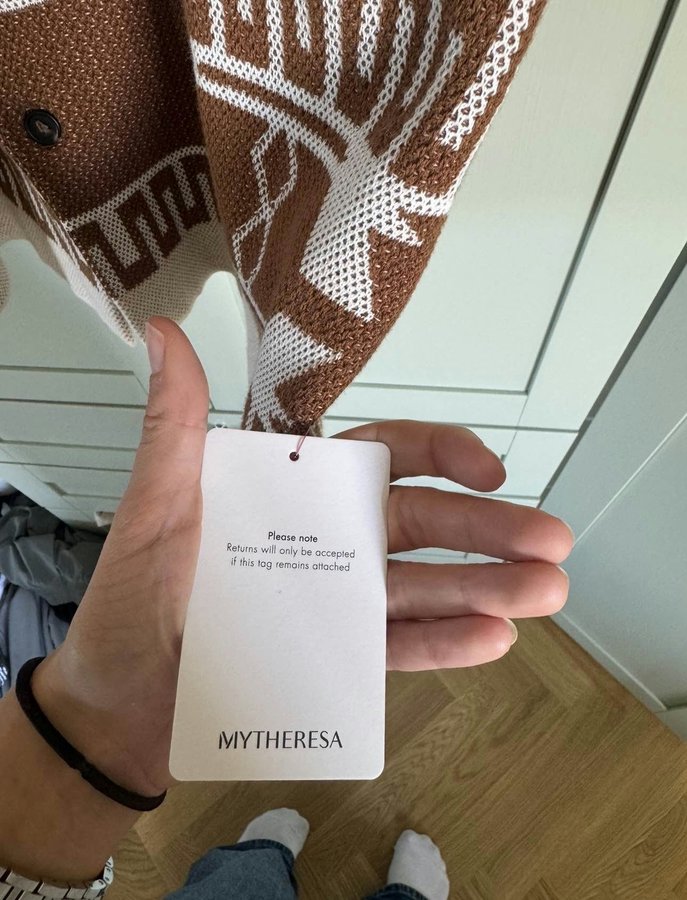 Please note
Returns will only be accepted
if this tag remains attached
MYTHERESA